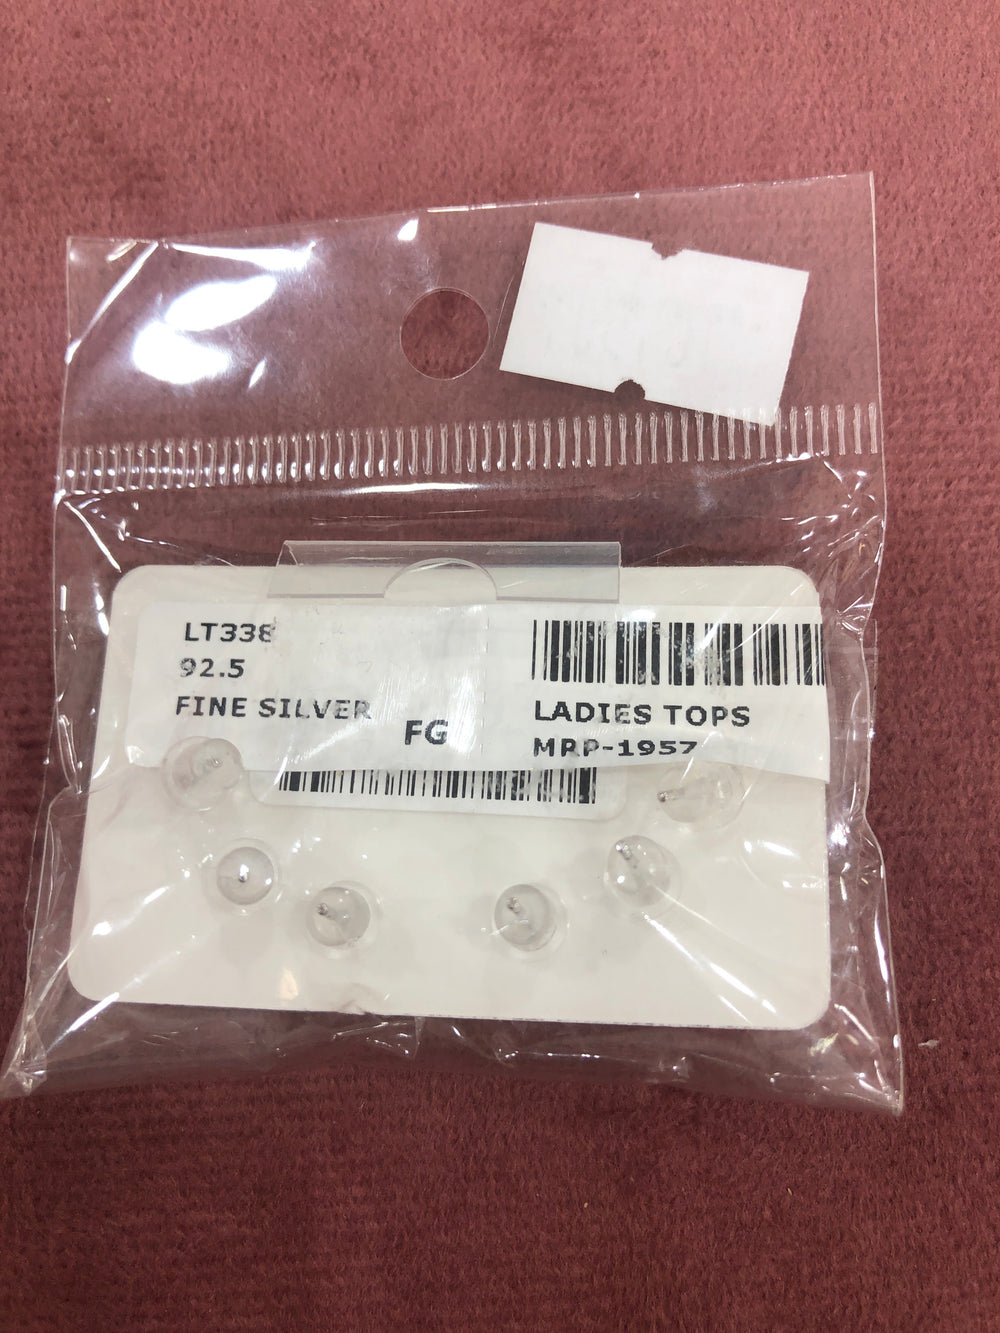 LT338
92.5
FINE SILVER
FG
LADIES TOPS
MRP-1957